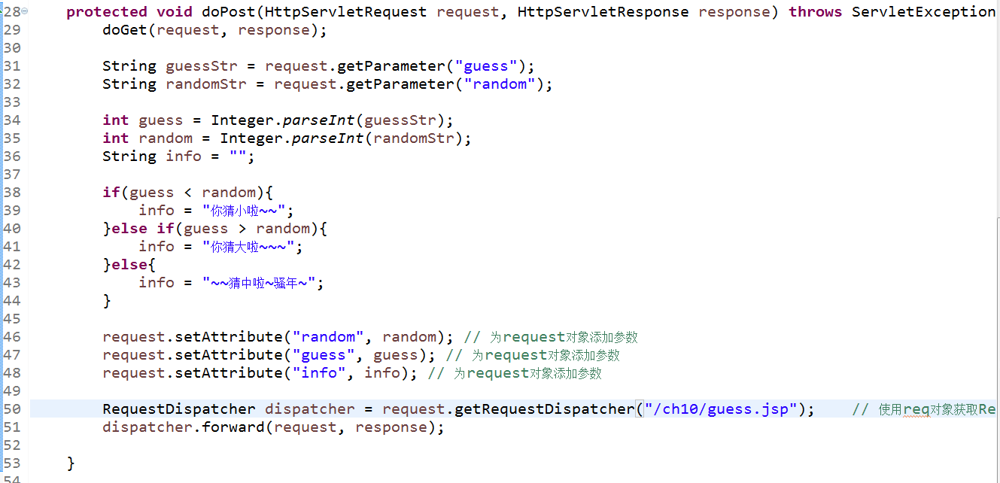 28 protected void doPost(HttpServletRequest request, HttpServletResponse response) throws ServletException
29 doGet(request, response);
30
31 String guessStr = request.getParameter("guess");
32 String randomStr = request.getParameter("random");
33
34 int guess = Integer.parseInt(guessStr);
35 int random = Integer.parseInt(randomStr);
36 String info = "";
37
38 if(guess < random){
39 info = "你猜小啦~~";
40 }else if(guess > random){
41 info = "你猜大啦~~~";
42 }else{
43 info = "~~猜中啦~骚年~";
44 }
45
46 request.setAttribute("random", random); // 为request对象添加参数
47 request.setAttribute("guess", guess); // 为request对象添加参数
48 request.setAttribute("info", info); // 为request对象添加参数
49
50 RequestDispatcher dispatcher = request.getRequestDispatcher("/ch10/guess.jsp"); // 使用req对象获取Re
51 dispatcher.forward(request, response);
52
53 }
54